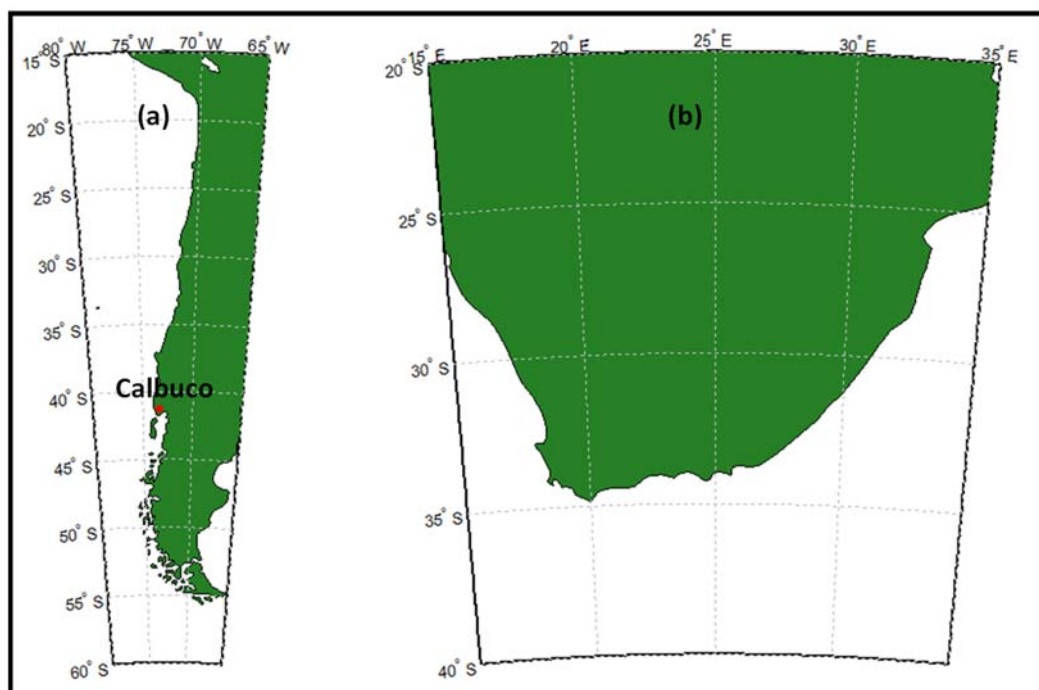 80° W 75° W 70° W 65° W
15° S
(a)
20° S
25° S
30° S
35° S
Calbuco
40° S
45° S
50° S
55° S
60° S
15° E 20° E 25° E 30° E 35° E
20° S
(b)
25° S
30° S
35° S
40° S